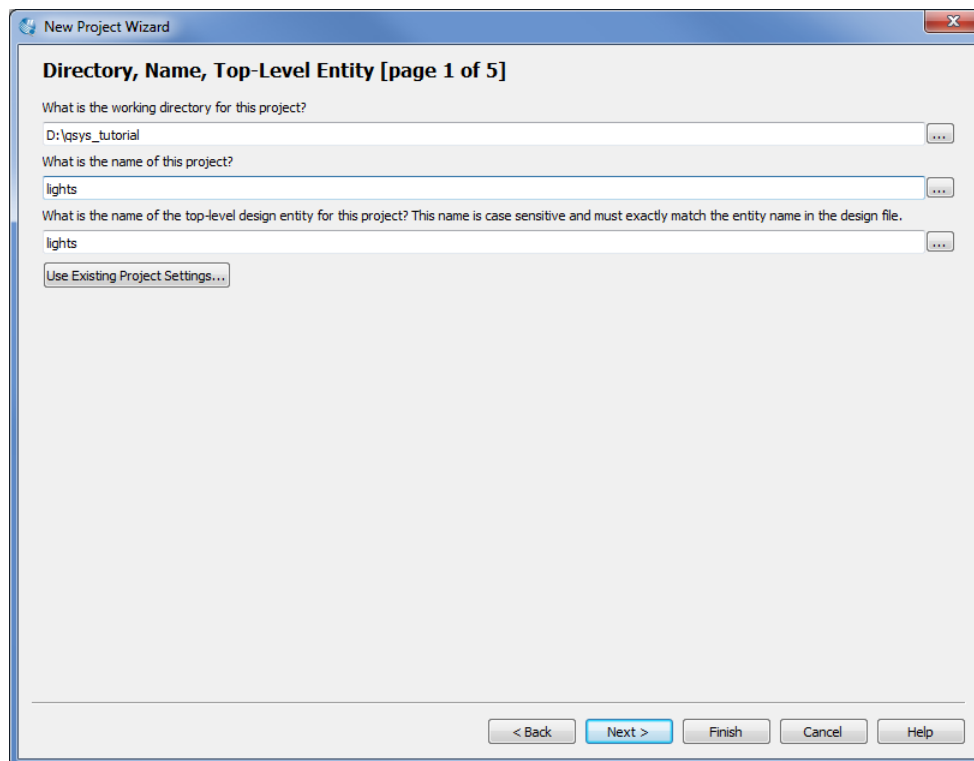 New Project Wizard
Directory, Name, Top-Level Entity [page 1 of 5]
What is the working directory for this project?
D:\qsys_tutorial
...
What is the name of this project?
lights
...
What is the name of the top-level design entity for this project? This name is case sensitive and must exactly match the entity name in the design file.
lights
...
Use Existing Project Settings...
< Back Next > Finish Cancel Help